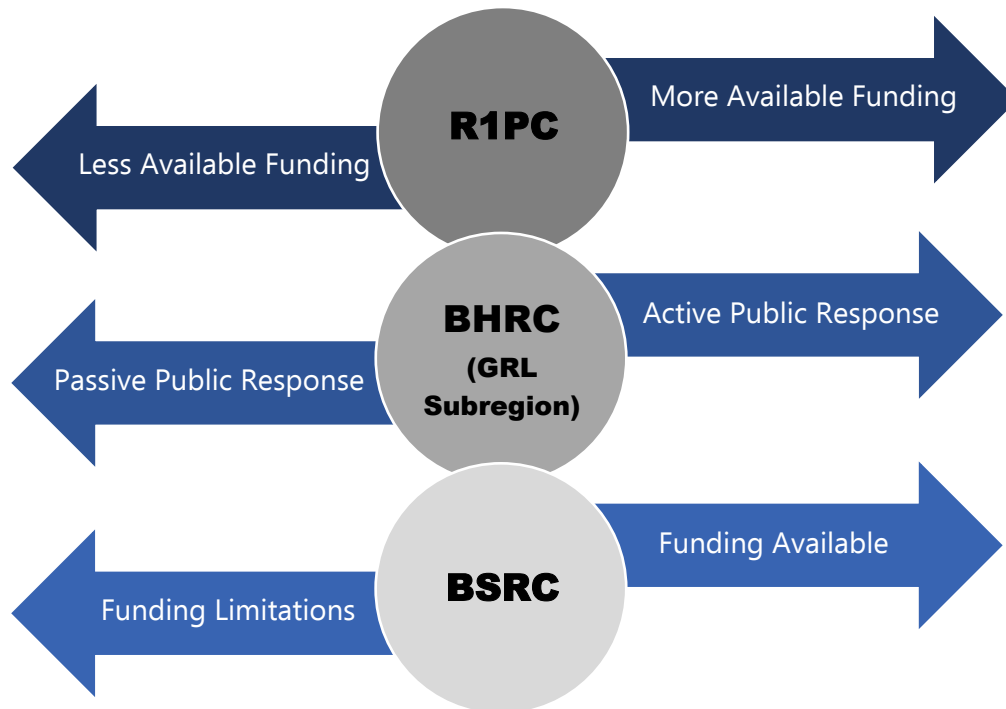 More Available Funding
R1PC
Less Available Funding
Active Public Response
BHRC
(GRL
Subregion)
Passive Public Response
Funding Available
BSRC
Funding Limitations